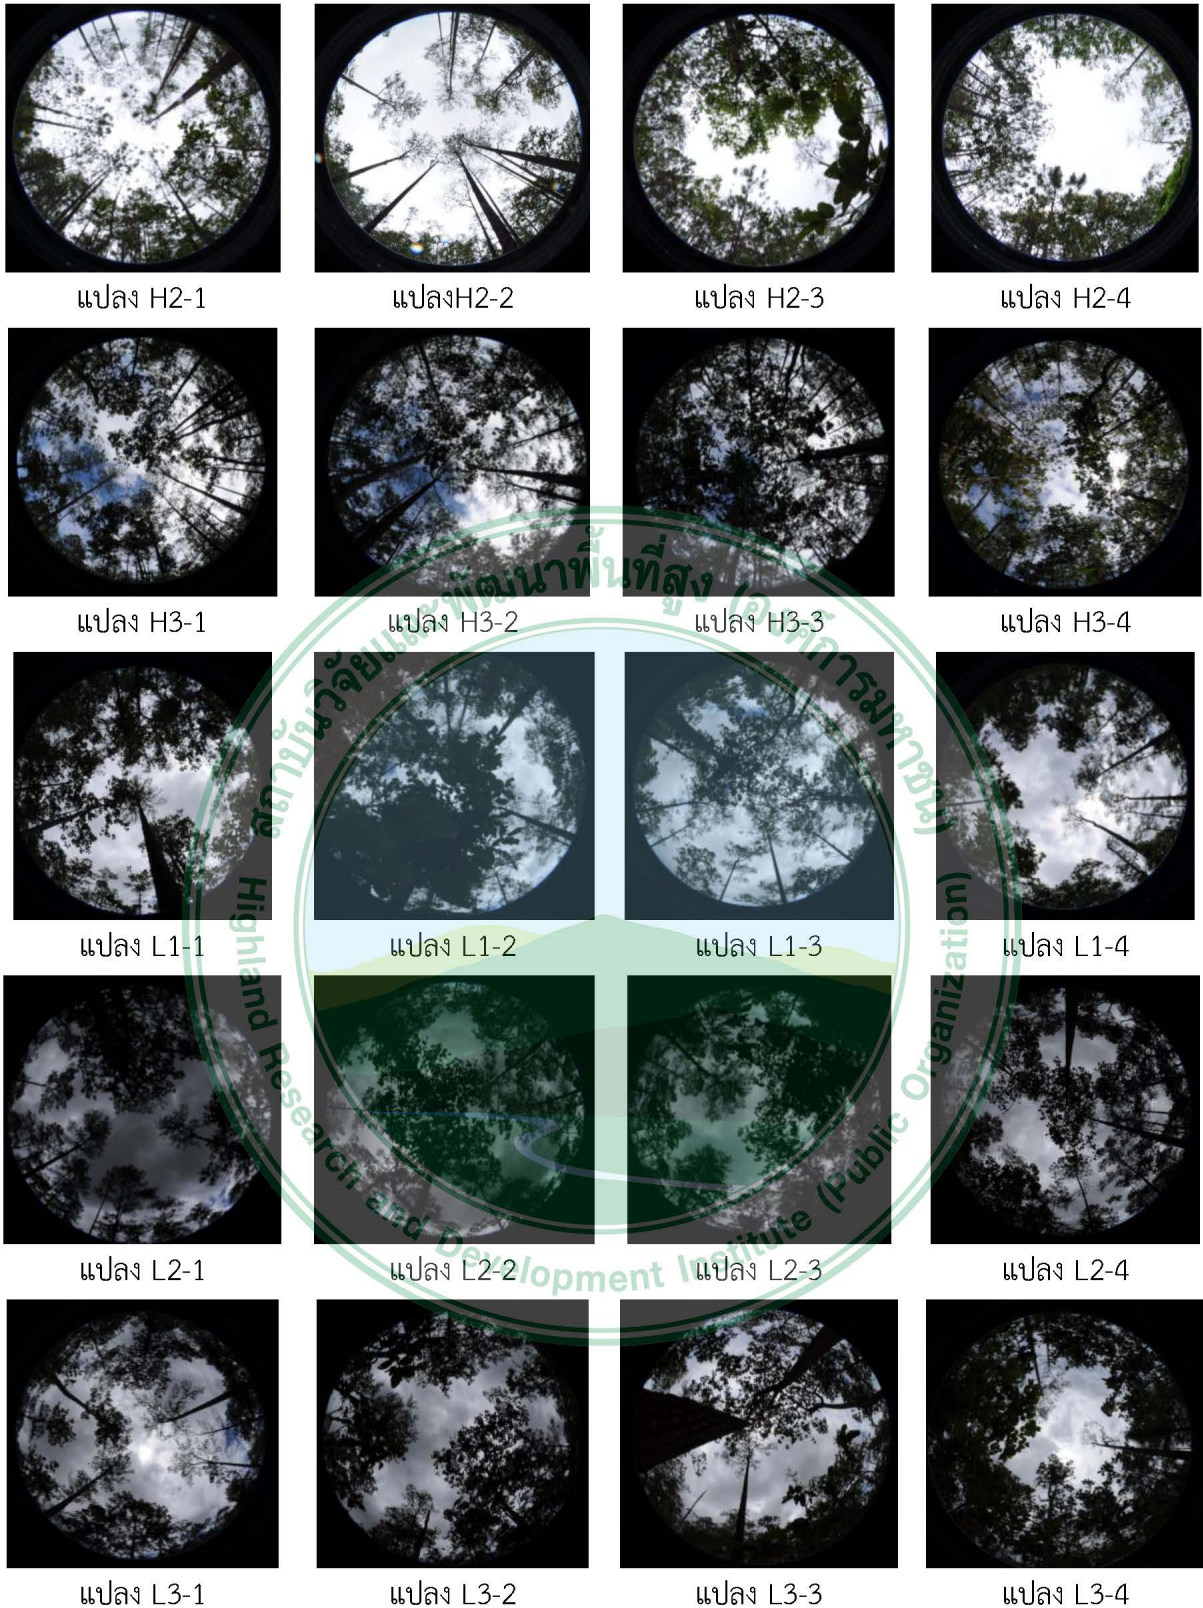 แปลง H2-1
แปลงH2-2
แปลง H2-3
แปลง H2-4
แปลง H3-1
แปลง H3-2
แปลง H3-3
แปลง H3-4
แปลง L1-1
แปลง L1-2
แปลง L1-3
แปลง L1-4
แปลง L2-1
แปลง L2-2
แปลง L2-3
แปลง L2-4
แปลง L3-1
แปลง L3-2
แปลง L3-3
แปลง L3-4
สถาบันวิจัยและพัฒนาพื้นที่สูง (องค์การมหาชน)
Highland Research and Development Institute (Public Organization)